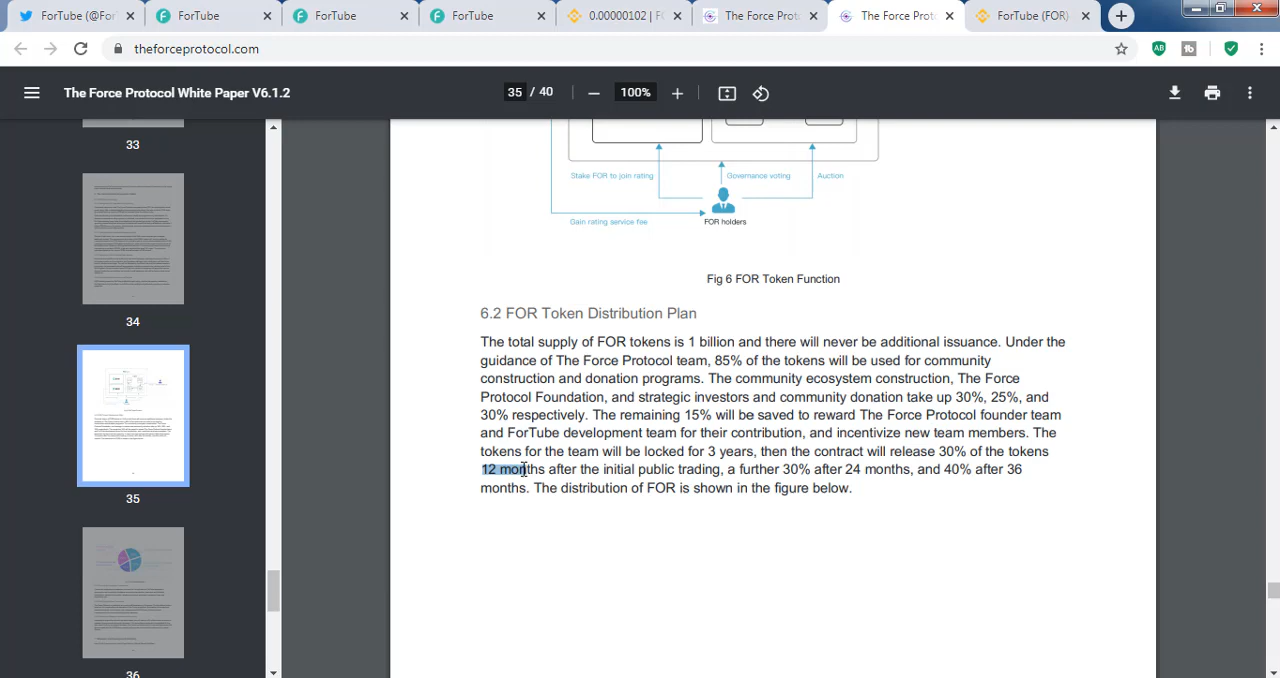 ForTube (@For
ForTube
ForTube
ForTube
0.00000102 | F
The Force Prot
The Force Prot
ForTube (FOR)
theforceprotocol.com
The Force Protocol White Paper V6.1.2
35 / 40
100%
33
34
35
36
Stake FOR to join rating
Governance voting
Auction
Gain rating service fee
FOR holders
Fig 6 FOR Token Function
6.2 FOR Token Distribution Plan
The total supply of FOR tokens is 1 billion and there will never be additional issuance. Under the
guidance of The Force Protocol team, 85% of the tokens will be used for community
construction and donation programs. The community ecosystem construction, The Force
Protocol Foundation, and strategic investors and community donation take up 30%, 25%, and
30% respectively. The remaining 15% will be saved to reward The Force Protocol founder team
and ForTube development team for their contribution, and incentivize new team members. The
tokens for the team will be locked for 3 years, then the contract will release 30% of the tokens
12 months after the initial public trading, a further 30% after 24 months, and 40% after 36
months. The distribution of FOR is shown in the figure below.